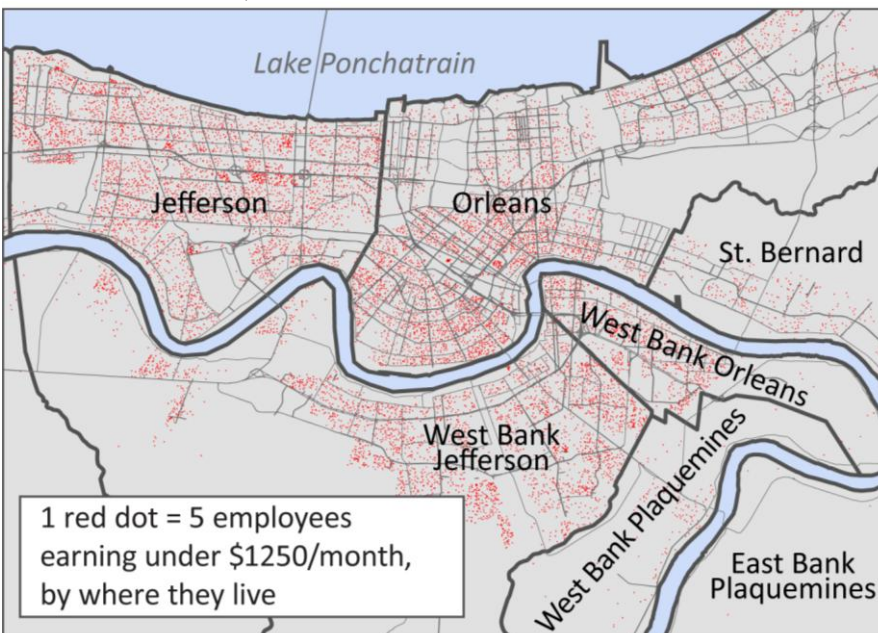 Lake Ponchatrain
Jefferson
Orleans
St. Bernard
West Bank
Orleans
West Bank
Jefferson
West Bank Plaquemines
East Bank
Plaquemines
1 red dot = 5 employees
earning under $1250/month,
by where they live